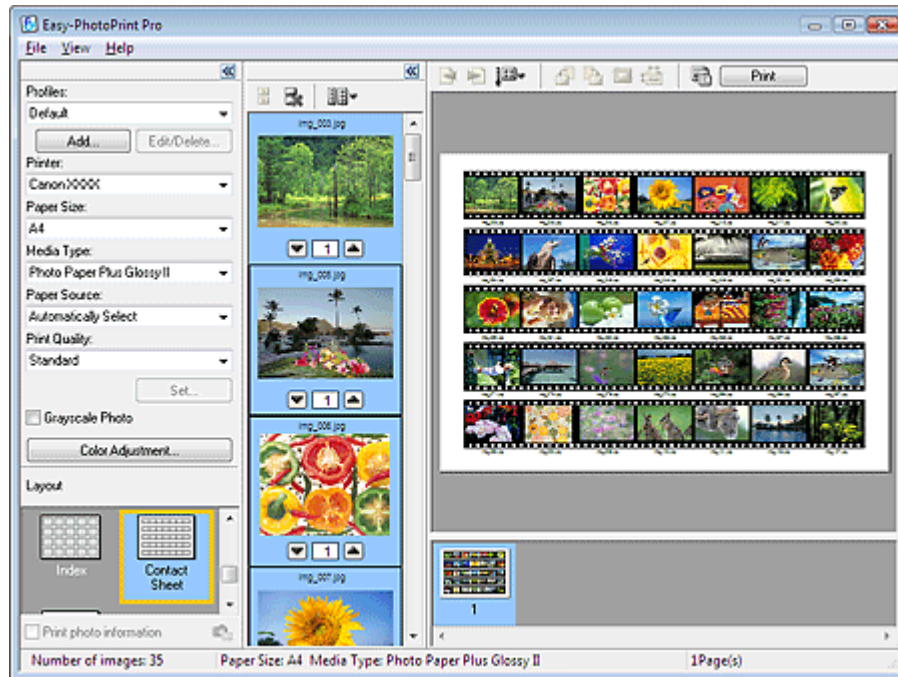 Easy-PhotoPrint Pro
File View Help
Profiles:
Default
Add... Edit/Delete...
Printer:
Canon XXXX
Paper Size:
A4
Media Type:
Photo Paper Plus Glossy II
Paper Source:
Automatically Select
Print Quality:
Standard
Set...
Grayscale Photo
Color Adjustment...
Layout
Index
Contact
Sheet
Print photo information
img_003.jpg
1
img_005.jpg
1
img_006.jpg
1
img_007.jpg
Print
1
Number of images: 35
Paper Size: A4 Media Type: Photo Paper Plus Glossy II
1Page(s)